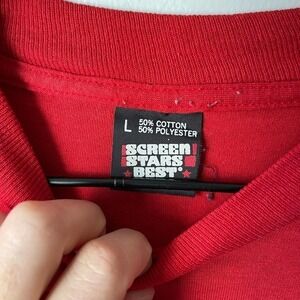 L 50% COTTON
50% POLYESTER
SCREEN
STARS
BEST